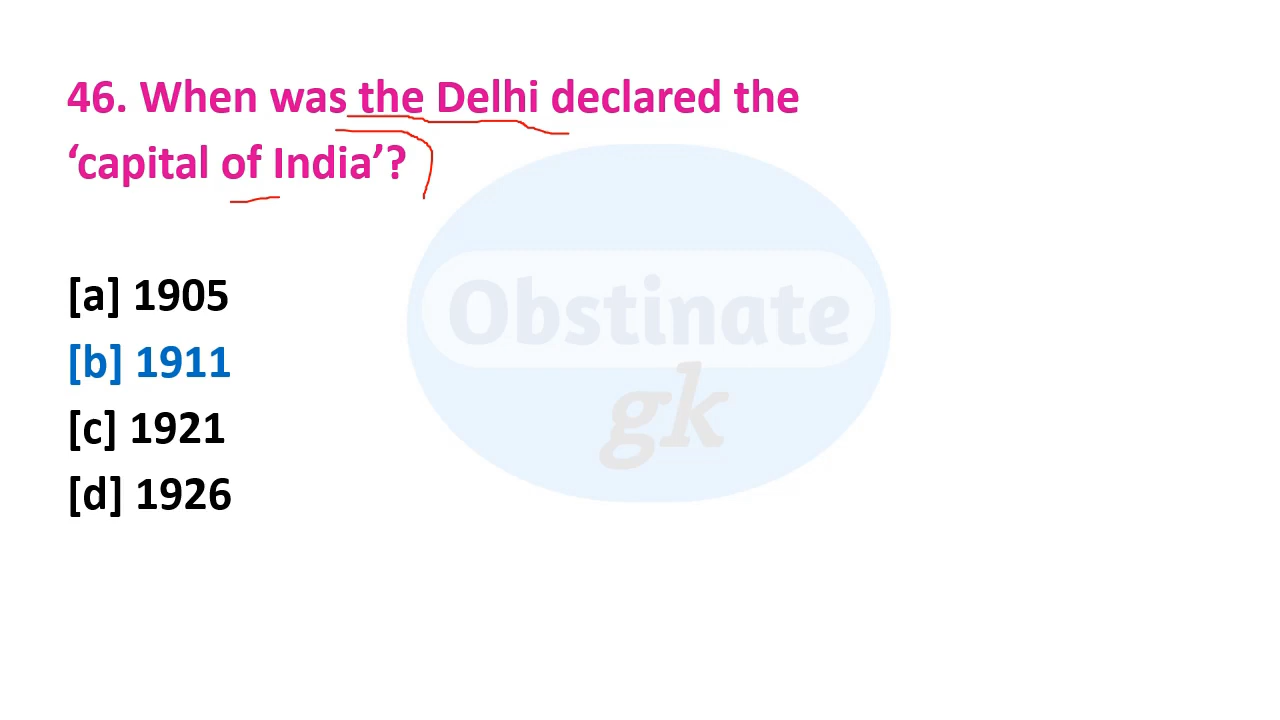 46. When was the Delhi declared the
‘capital of India’?
[a] 1905
[b] 1911
[c] 1921
[d] 1926
Obstinate
gk